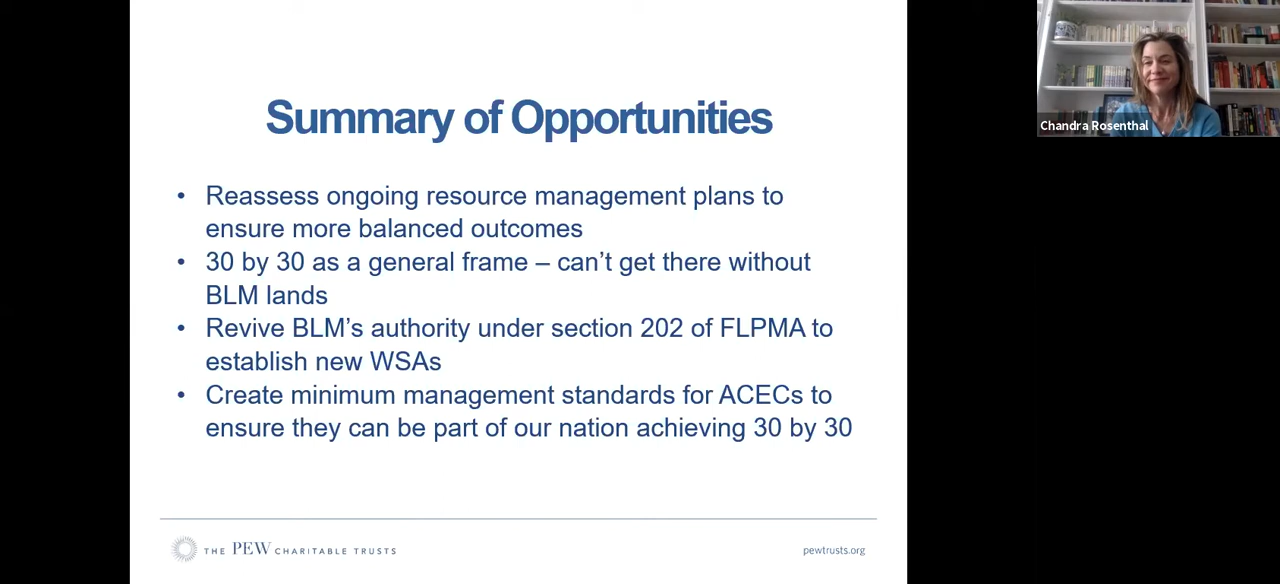 Summary of Opportunities
• Reassess ongoing resource management plans to
ensure more balanced outcomes
• 30 by 30 as a general frame – can’t get there without
BLM lands
• Revive BLM’s authority under section 202 of FLPMA to
establish new WSAs
• Create minimum management standards for ACECs to
ensure they can be part of our nation achieving 30 by 30
THE PEW CHARITABLE TRUSTS
pewtrusts.org
Chandra Rosenthal